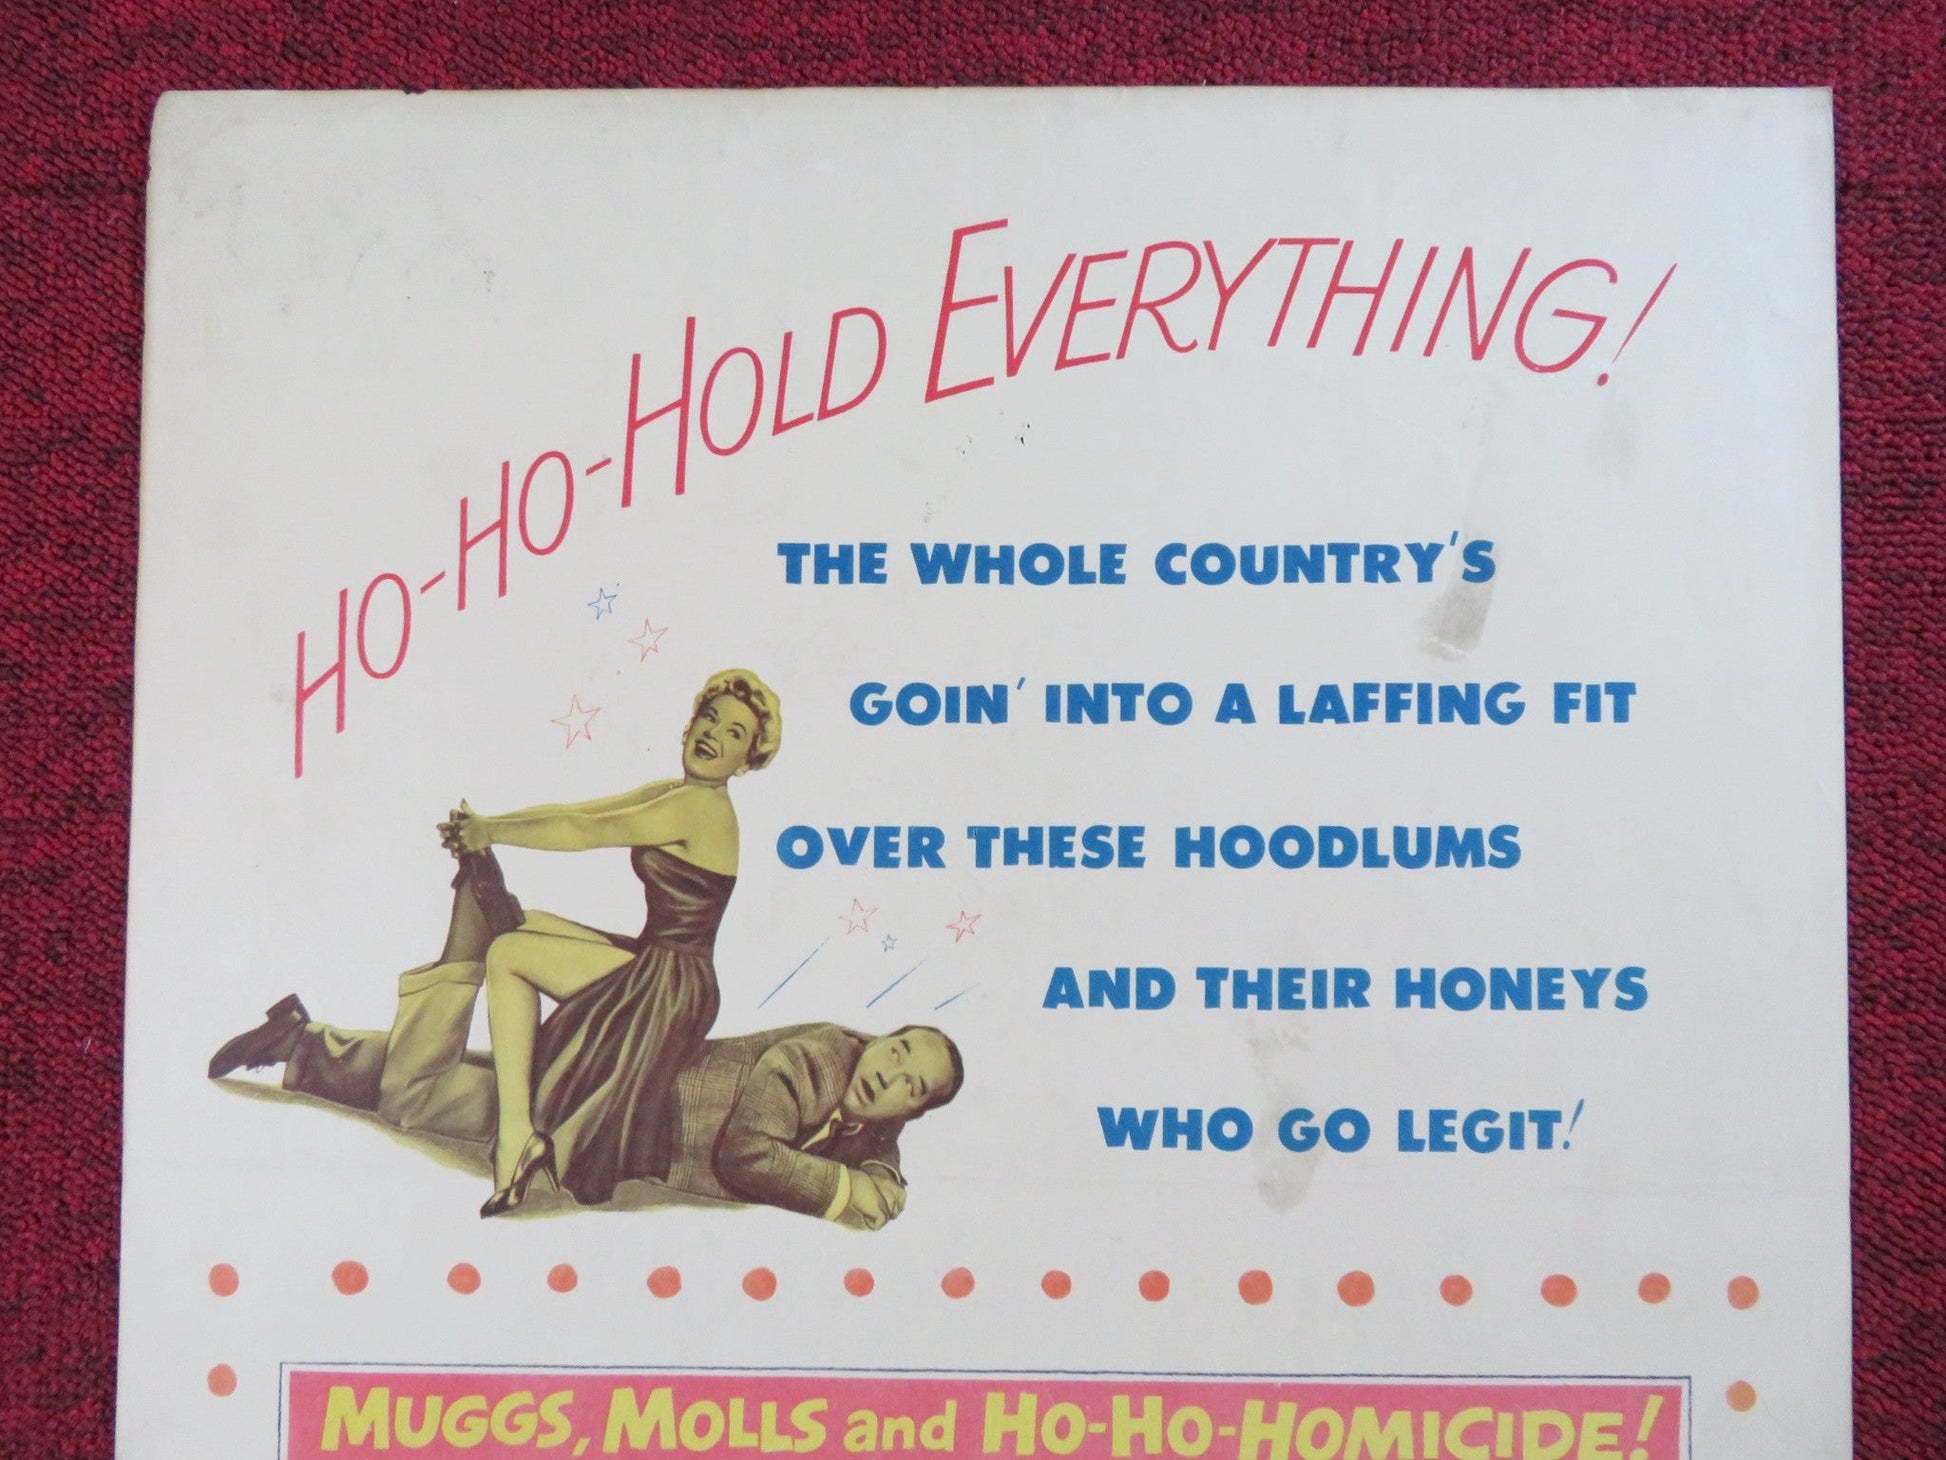 HO-HO-HOLD EVERYTHING!
THE WHOLE COUNTRY'S
GOIN' INTO A LAFFING FIT
OVER THESE HOODLUMS
AND THEIR HONEYS
WHO GO LEGIT!
MUGGS, MOLLS and HO-HO-HOMICIDE!